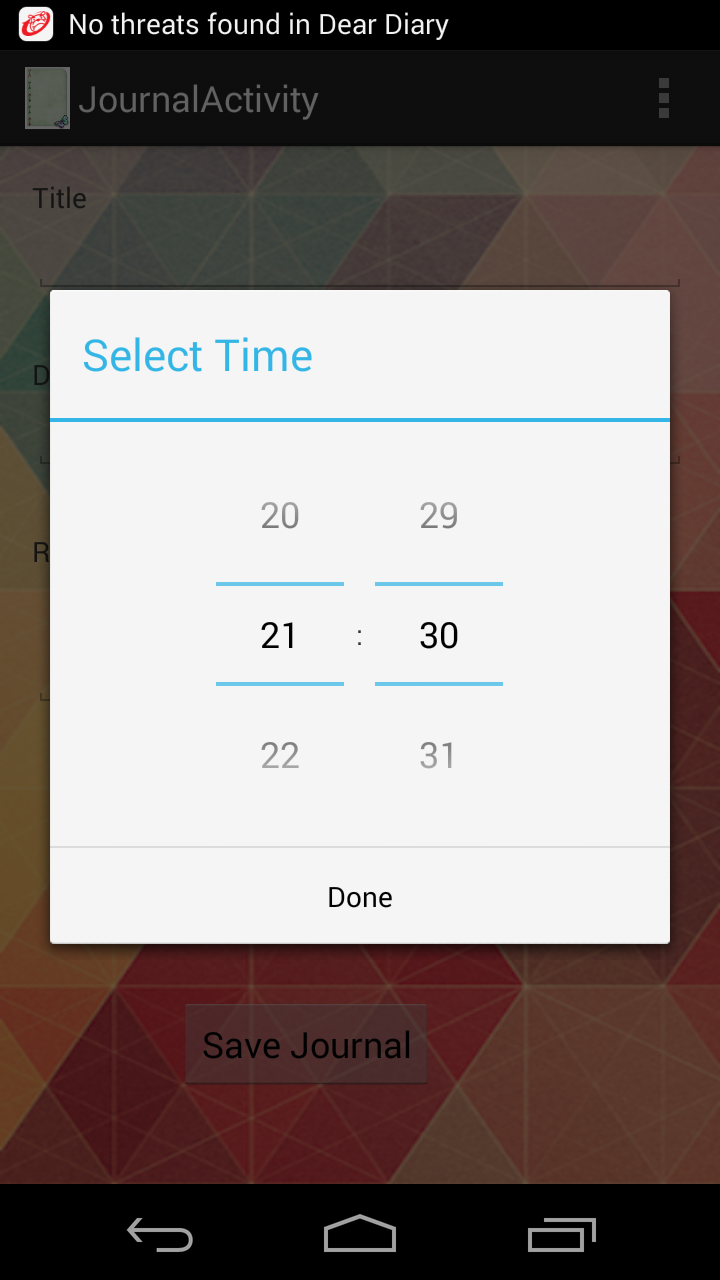 No threats found in Dear Diary
JournalActivity
Title
Select Time
D
20 29
21 : 30
R
22 31
Done
Save Journal